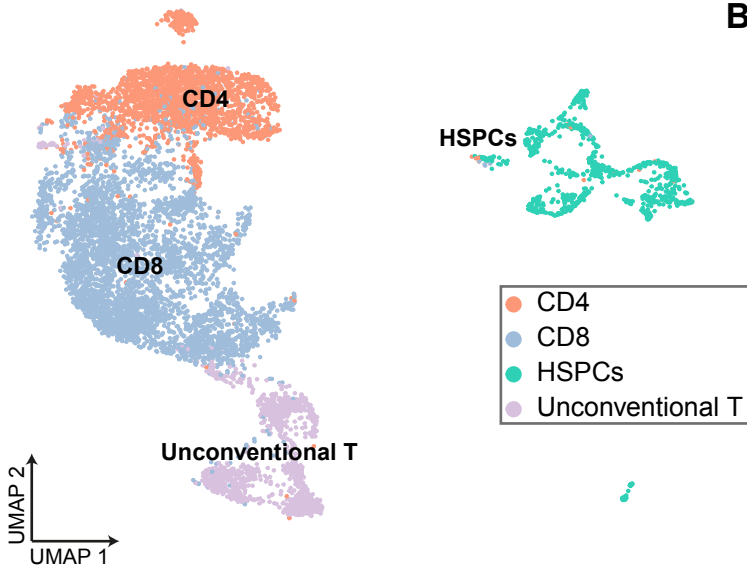 B
CD4
HSPCs
CD8
CD4
CD8
HSPCs
Unconventional T
Unconventional T
UMAP 2
UMAP 1